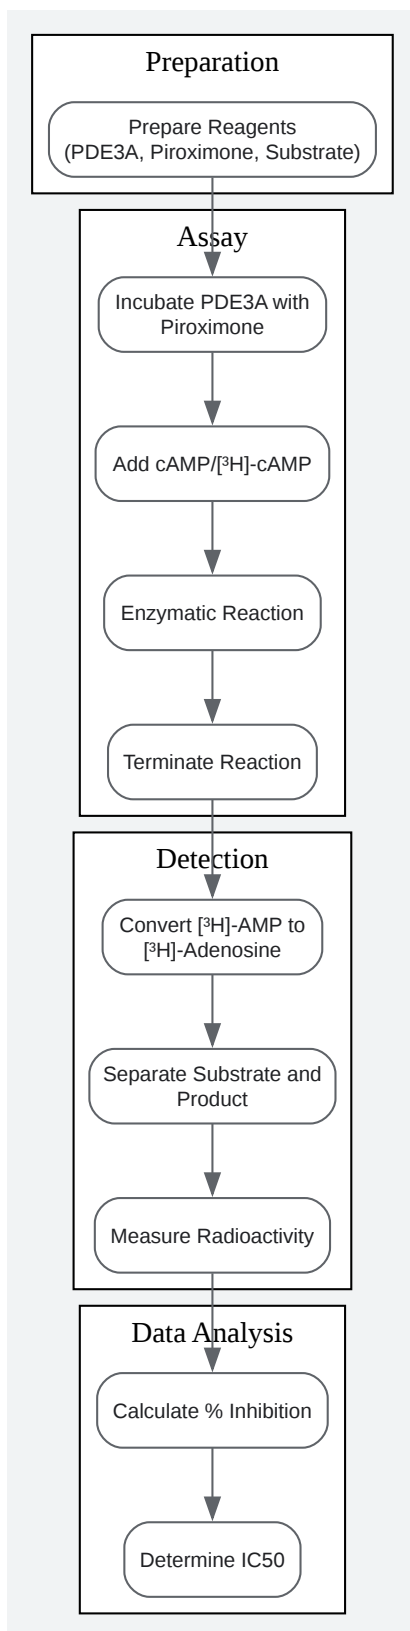 Preparation
Prepare Reagents
(PDE3A, Piroximone, Substrate)
Assay
Incubate PDE3A with
Piroximone
Add cAMP/[³H]-cAMP
Enzymatic Reaction
Terminate Reaction
Detection
Convert [³H]-AMP to
[³H]-Adenosine
Separate Substrate and
Product
Measure Radioactivity
Data Analysis
Calculate % Inhibition
Determine IC50